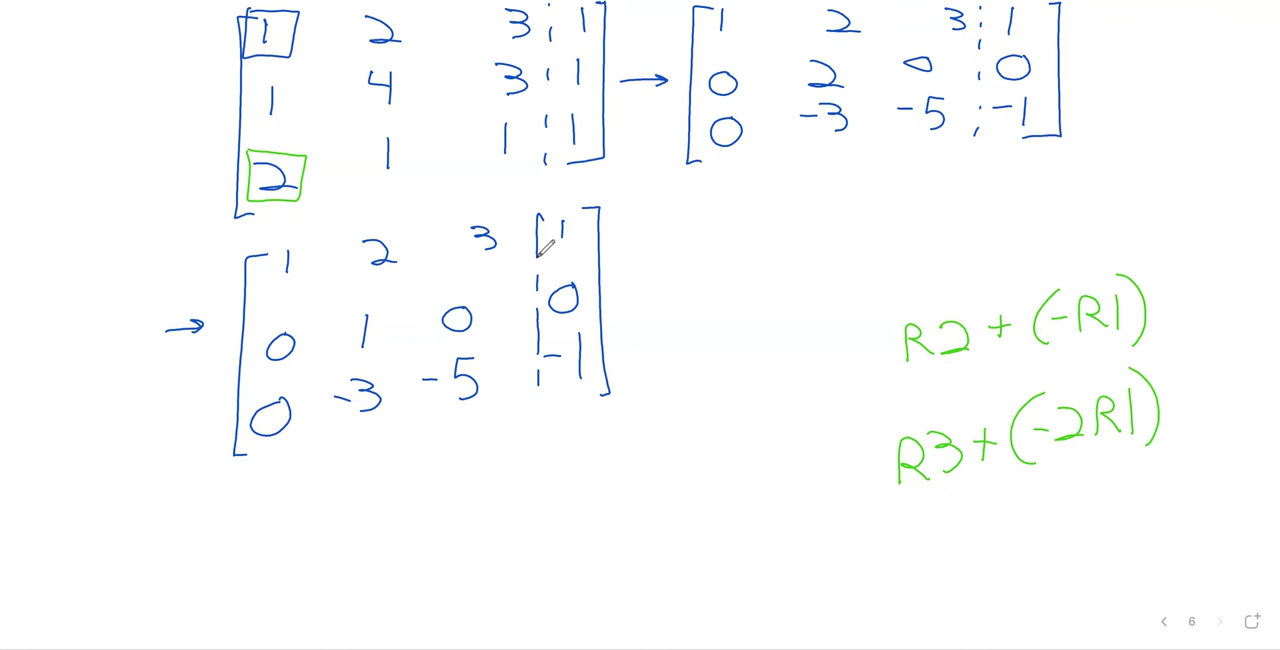 1 2 3 ¦ 1
1 4 3 ¦ 1
2 1 1 ¦ 1
→
1 2 3 ¦ 1
0 2 0 ¦ 0
0 -3 -5 ¦ -1
→
1 2 3 ¦ 1
0 1 0 ¦ 0
0 -3 -5 ¦ -1
R2 + (-R1)
R3 + (-2R1)
< 6 >